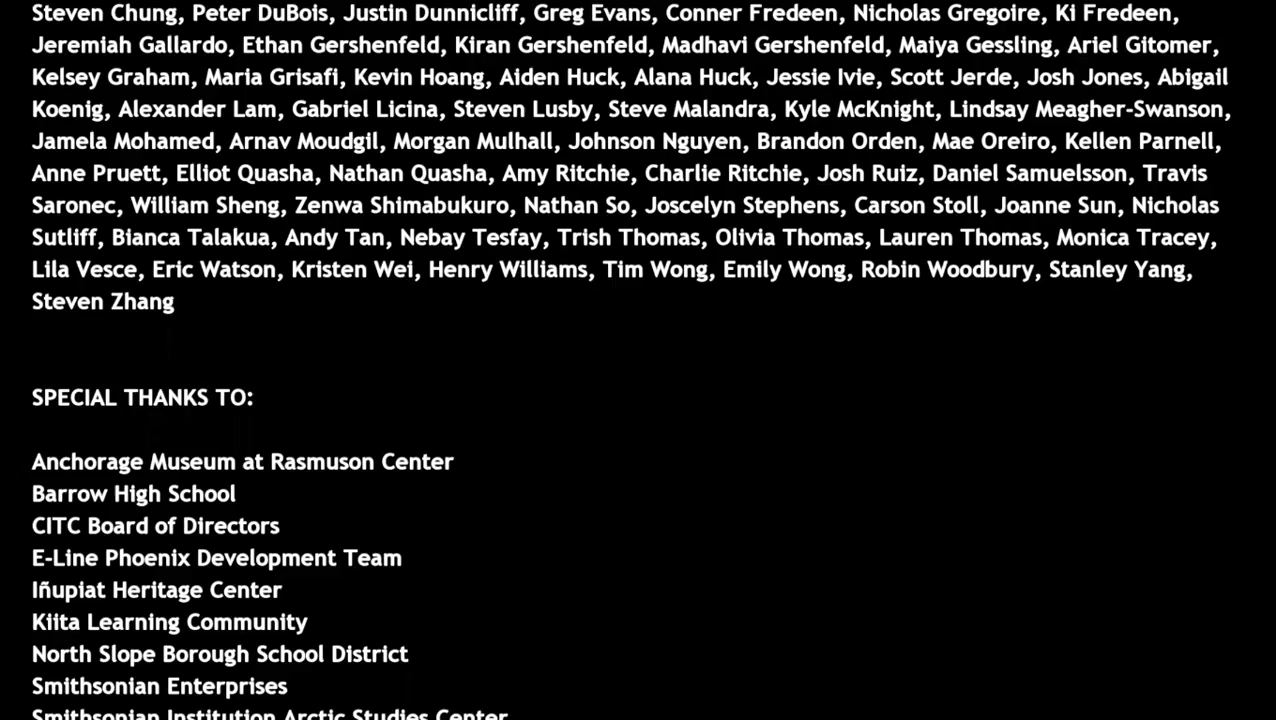 Steven Chung, Peter DuBois, Justin Dunnicliff, Greg Evans, Conner Fredeen, Nicholas Gregoire, Ki Fredeen,
Jeremiah Gallardo, Ethan Gershenfeld, Kiran Gershenfeld, Madhavi Gershenfeld, Maiya Gessling, Ariel Gitomer,
Kelsey Graham, Maria Grisafi, Kevin Hoang, Aiden Huck, Alana Huck, Jessie Ivie, Scott Jerde, Josh Jones, Abigail
Koenig, Alexander Lam, Gabriel Licina, Steven Lusby, Steve Malandra, Kyle McKnight, Lindsay Meagher-Swanson,
Jamela Mohamed, Arnav Moudgil, Morgan Mulhall, Johnson Nguyen, Brandon Orden, Mae Oreiro, Kellen Parnell,
Anne Pruett, Elliot Quasha, Nathan Quasha, Amy Ritchie, Charlie Ritchie, Josh Ruiz, Daniel Samuelsson, Travis
Saronec, William Sheng, Zenwa Shimabukuro, Nathan So, Joscelyn Stephens, Carson Stoll, Joanne Sun, Nicholas
Sutliff, Bianca Talakua, Andy Tan, Nebay Tesfay, Trish Thomas, Olivia Thomas, Lauren Thomas, Monica Tracey,
Lila Vesce, Eric Watson, Kristen Wei, Henry Williams, Tim Wong, Emily Wong, Robin Woodbury, Stanley Yang,
Steven Zhang
SPECIAL THANKS TO:
Anchorage Museum at Rasmuson Center
Barrow High School
CITC Board of Directors
E-Line Phoenix Development Team
Iñupiat Heritage Center
Kiita Learning Community
North Slope Borough School District
Smithsonian Enterprises
Smithsonian Institution Arctic Studies Center